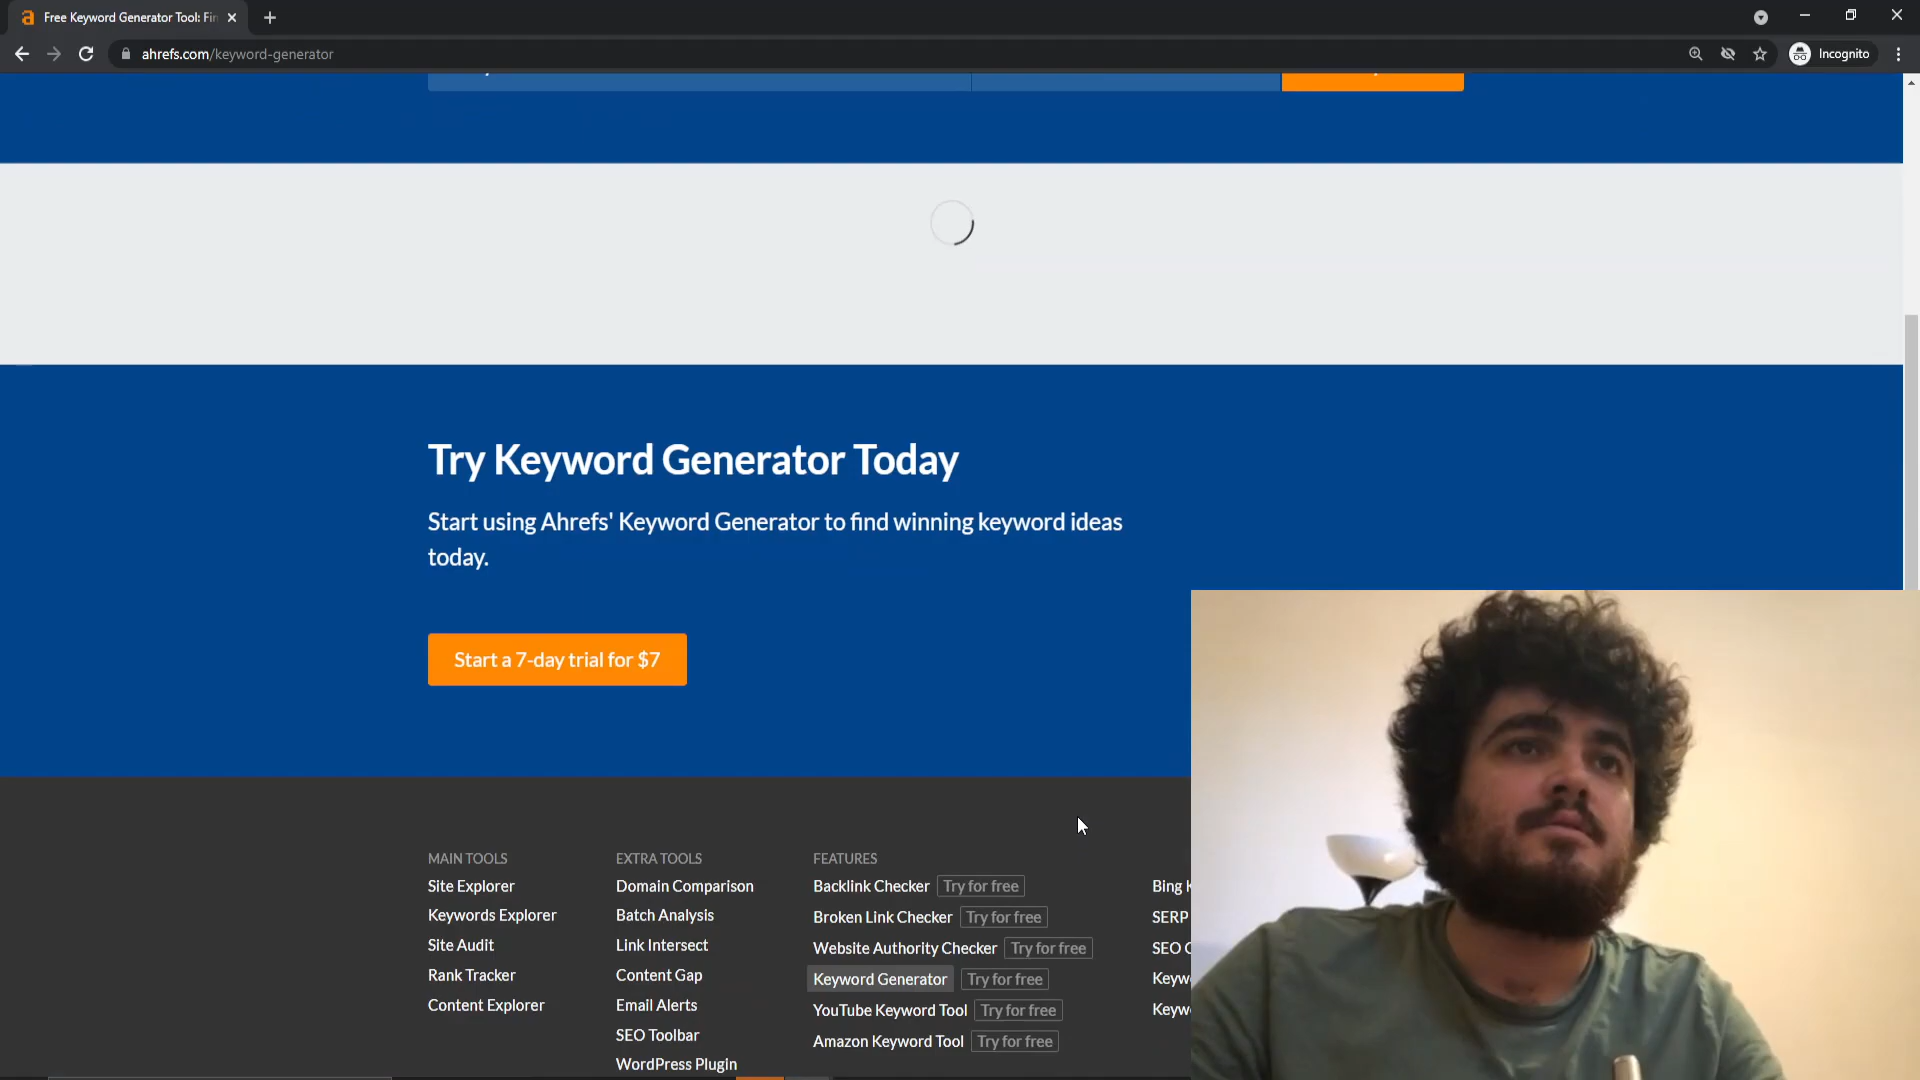 Free Keyword Generator Tool: Fin
ahrefs.com/keyword-generator
Incognito
Try Keyword Generator Today
Start using Ahrefs' Keyword Generator to find winning keyword ideas
today.
Start a 7-day trial for $7
MAIN TOOLS
Site Explorer
Keywords Explorer
Site Audit
Rank Tracker
Content Explorer
EXTRA TOOLS
Domain Comparison
Batch Analysis
Link Intersect
Content Gap
Email Alerts
SEO Toolbar
WordPress Plugin
FEATURES
Backlink Checker Try for free
Broken Link Checker Try for free
Website Authority Checker Try for free
Keyword Generator Try for free
YouTube Keyword Tool Try for free
Amazon Keyword Tool Try for free
Bing
SERP
SEO